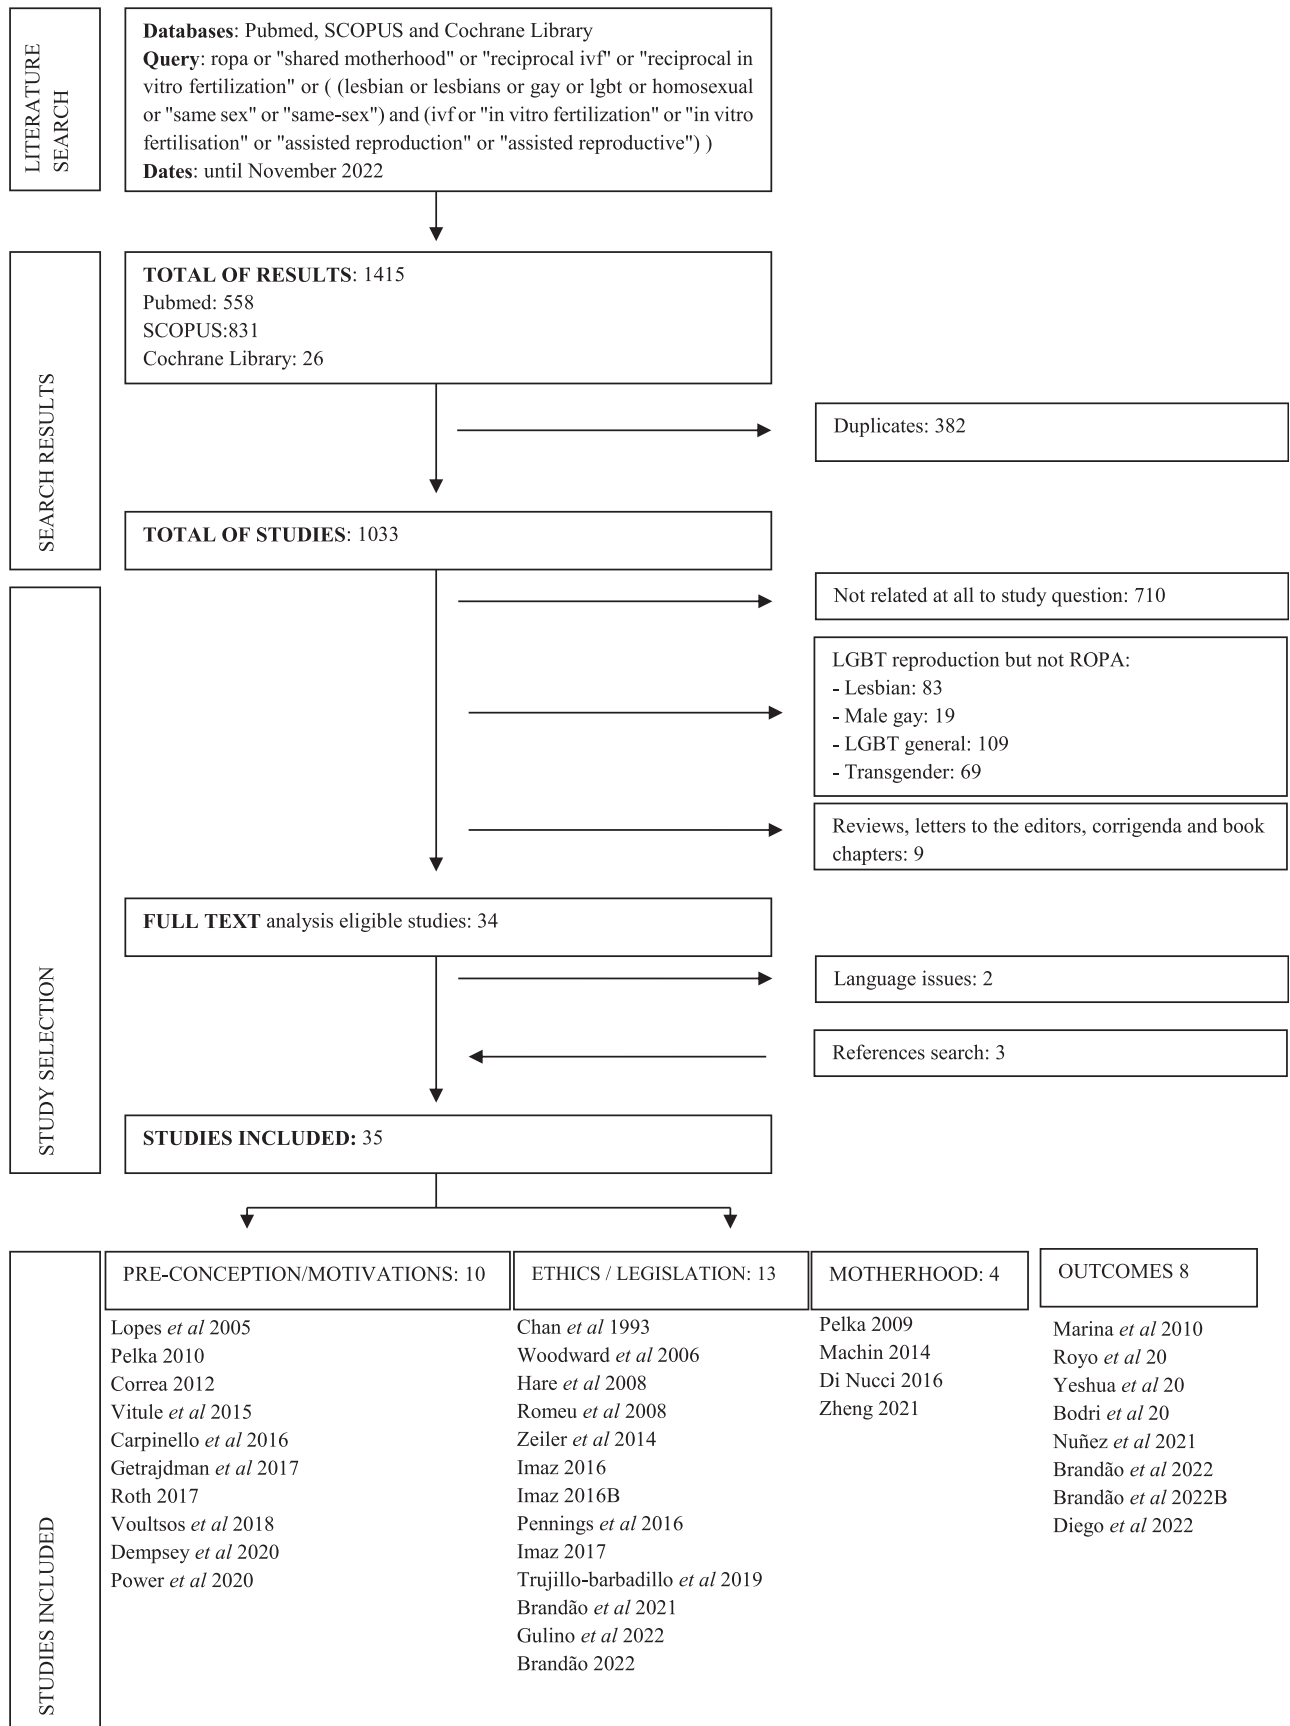 LITERATURE
SEARCH
Databases: Pubmed, SCOPUS and Cochrane Library
Query: ropa or "shared motherhood" or "reciprocal ivf" or "reciprocal in
vitro fertilization" or ( (lesbian or lesbians or gay or lgbt or homosexual
or "same sex" or "same-sex") and (ivf or "in vitro fertilization" or "in vitro
fertilisation" or "assisted reproduction" or "assisted reproductive") )
Dates: until November 2022
SEARCH RESULTS
TOTAL OF RESULTS: 1415
Pubmed: 558
SCOPUS:831
Cochrane Library: 26
Duplicates: 382
TOTAL OF STUDIES: 1033
STUDY SELECTION
Not related at all to study question: 710
LGBT reproduction but not ROPA:
- Lesbian: 83
- Male gay: 19
- LGBT general: 109
- Transgender: 69
Reviews, letters to the editors, corrigenda and book
chapters: 9
FULL TEXT analysis eligible studies: 34
Language issues: 2
References search: 3
STUDIES INCLUDED: 35
STUDIES INCLUDED
PRE-CONCEPTION/MOTIVATIONS: 10
Lopes et al 2005
Pelka 2010
Correa 2012
Vitule et al 2015
Carpinello et al 2016
Getrajdman et al 2017
Roth 2017
Voultsos et al 2018
Dempsey et al 2020
Power et al 2020
ETHICS / LEGISLATION: 13
Chan et al 1993
Woodward et al 2006
Hare et al 2008
Romeu et al 2008
Zeiler et al 2014
Imaz 2016
Imaz 2016B
Pennings et al 2016
Imaz 2017
Trujillo-barbadillo et al 2019
Brandão et al 2021
Gulino et al 2022
Brandão 2022
MOTHERHOOD: 4
Pelka 2009
Machin 2014
Di Nucci 2016
Zheng 2021
OUTCOMES 8
Marina et al 2010
Royo et al 20
Yeshua et al 20
Bodri et al 20
Nuñez et al 2021
Brandão et al 2022
Brandão et al 2022B
Diego et al 2022